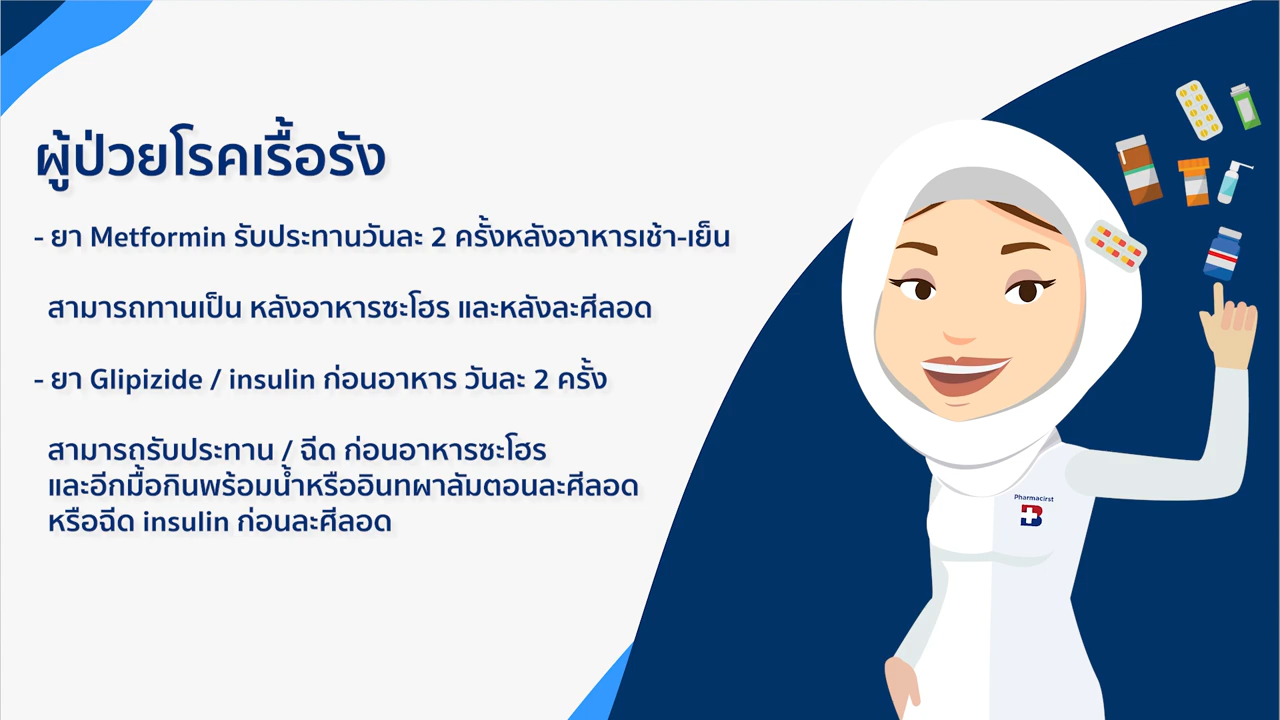 ผู้ป่วยโรคเรื้อรัง
- ยา Metformin รับประทานวันละ 2 ครั้งหลังอาหารเช้า-เย็น
สามารถทานเป็น หลังอาหารซะโฮร และหลังละศีลอด
- ยา Glipizide / insulin ก่อนอาหาร วันละ 2 ครั้ง
สามารถรับประทาน / ฉีด ก่อนอาหารซะโฮร
และอีกมื้อกินพร้อมน้ำหรืออินทผาลัมตอนละศีลอด
หรือฉีด insulin ก่อนละศีลอด
Pharmacirst
B